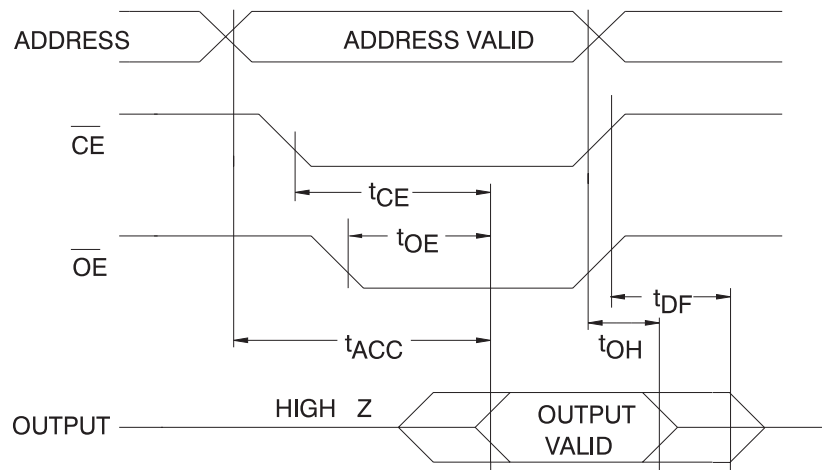 ADDRESS
ADDRESS VALID
CE
tCE
OE
tOE
tDF
tACC
tOH
OUTPUT
HIGH Z
OUTPUT
VALID